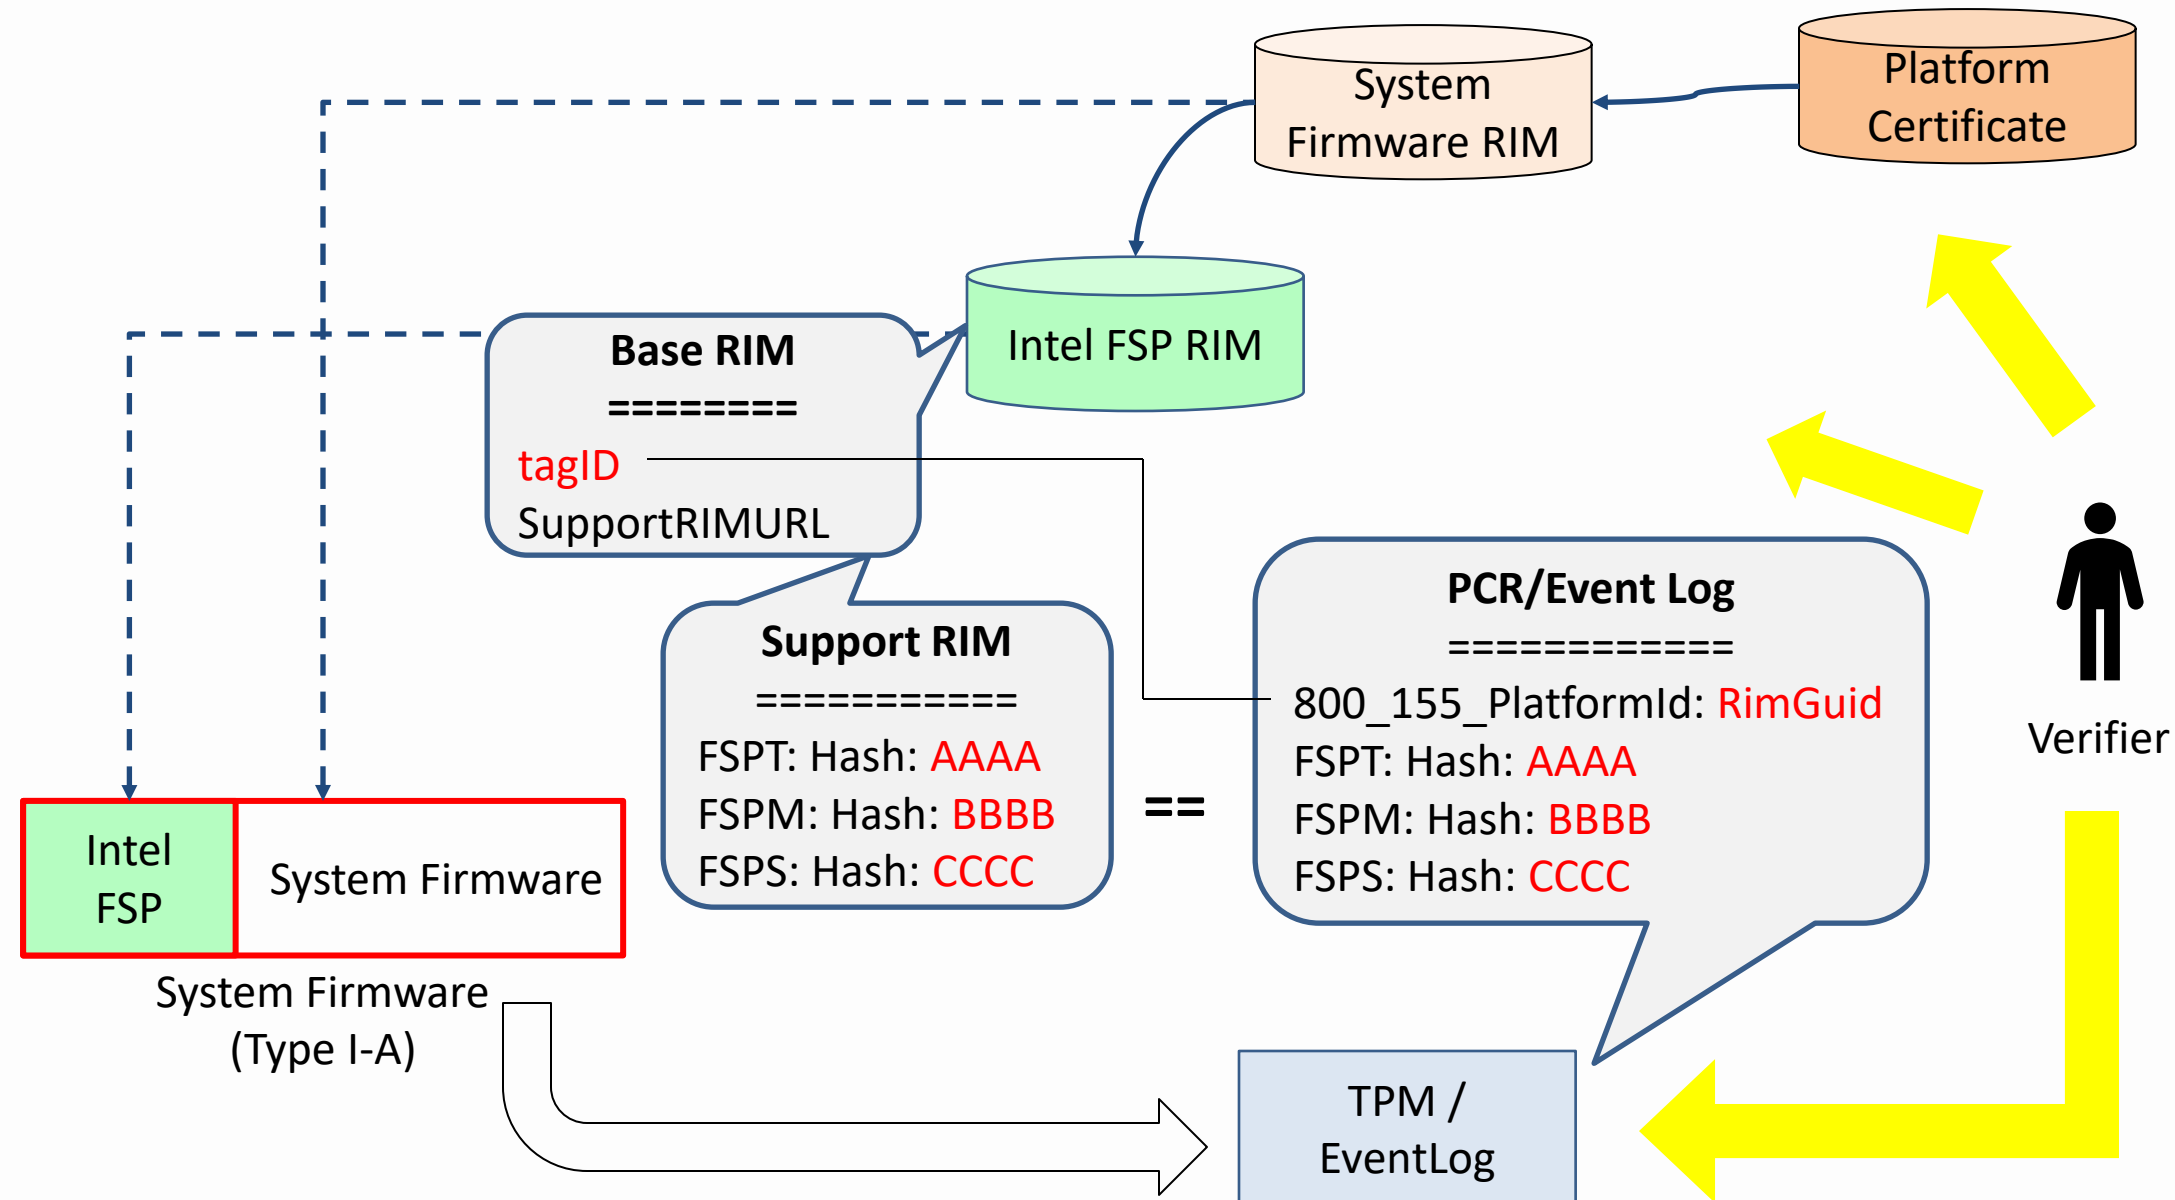 System
Firmware RIM
Platform
Certificate
Intel FSP RIM
Base RIM
========
tagID
SupportRIMURL
Support RIM
===========
FSPT: Hash: AAAA
FSPM: Hash: BBBB
FSPS: Hash: CCCC
==
PCR/Event Log
============
800_155_PlatformId: RimGuid
FSPT: Hash: AAAA
FSPM: Hash: BBBB
FSPS: Hash: CCCC
Verifier
Intel
FSP
System Firmware
System Firmware
(Type I-A)
TPM /
EventLog